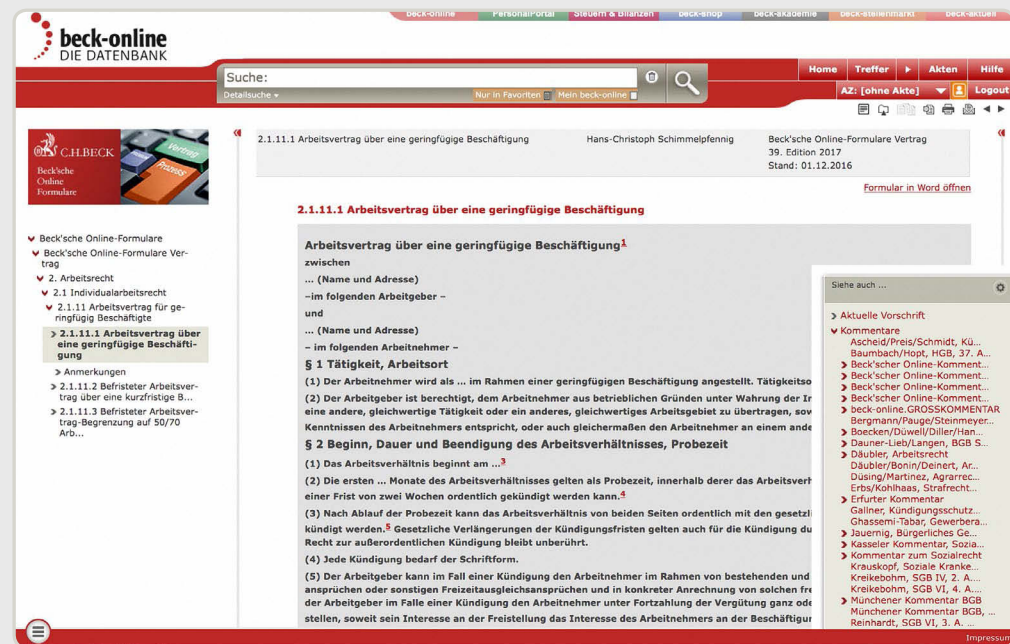 beck-online
PersonalPortal
Steuern & Bilanzen
beck-shop
beck-akademie
beck-stellenmarkt
beck-aktuell
beck-online
DIE DATENBANK
Suche:
Detailsuche
Nur in Favoriten
Mein beck-online
Home
Treffer
Akten
Hilfe
AZ: [ohne Akte]
Logout
C.H.BECK
Beck'sche
Online
Formulare
Vertrag
Prozess
2.1.11.1 Arbeitsvertrag über eine geringfügige Beschäftigung
Hans-Christoph Schimmelpfennig
Beck'sche Online-Formulare Vertrag
39. Edition 2017
Stand: 01.12.2016
Formular in Word öffnen
Beck'sche Online-Formulare
Beck'sche Online-Formulare Ver-
trag
2. Arbeitsrecht
2.1 Individualarbeitsrecht
2.1.11 Arbeitsvertrag für ge-
ringfügig Beschäftigte
2.1.11.1 Arbeitsvertrag über
eine geringfügige Beschäfti-
gung
Anmerkungen
2.1.11.2 Befristeter Arbeitsver-
trag über eine kurzfristige B...
2.1.11.3 Befristeter Arbeitsver-
trag-Begrenzung auf 50/70
Arb...
2.1.11.1 Arbeitsvertrag über eine geringfügige Beschäftigung
Arbeitsvertrag über eine geringfügige Beschäftigung1
zwischen
... (Name und Adresse)
–im folgenden Arbeitgeber –
und
... (Name und Adresse)
– im folgenden Arbeitnehmer –
§ 1 Tätigkeit, Arbeitsort
(1) Der Arbeitnehmer wird als ... im Rahmen einer geringfügigen Beschäftigung angestellt. Tätigkeitso
(2) Der Arbeitgeber ist berechtigt, dem Arbeitnehmer aus betrieblichen Gründen unter Wahrung der In
eine andere, gleichwertige Tätigkeit oder ein anderes, gleichwertiges Arbeitsgebiet zu übertragen, sow
Kenntnissen des Arbeitnehmers entspricht, oder auch gleichermaßen den Arbeitnehmer an einem ande
§ 2 Beginn, Dauer und Beendigung des Arbeitsverhältnisses, Probezeit
(1) Das Arbeitsverhältnis beginnt am ...3
(2) Die ersten ... Monate des Arbeitsverhältnisses gelten als Probezeit, innerhalb derer das Arbeitsverh
einer Frist von zwei Wochen ordentlich gekündigt werden kann.4
(3) Nach Ablauf der Probezeit kann das Arbeitsverhältnis von beiden Seiten ordentlich mit den gesetzli
kündigt werden.5 Gesetzliche Verlängerungen der Kündigungsfristen gelten auch für die Kündigung du
Recht zur außerordentlichen Kündigung bleibt unberührt.
(4) Jede Kündigung bedarf der Schriftform.
(5) Der Arbeitgeber kann im Fall einer Kündigung den Arbeitnehmer im Rahmen von bestehenden und
ansprüchen oder sonstigen Freizeitausgleichsansprüchen und in konkreter Anrechnung von solchen fre
der Arbeitgeber im Falle einer Kündigung den Arbeitnehmer unter Fortzahlung der Vergütung ganz ode
stellen, soweit sein Interesse an der Freistellung das Interesse des Arbeitnehmers an der Beschäftigun
Siehe auch ...
Aktuelle Vorschrift
Kommentare
Ascheid/Preis/Schmidt, Kü...
Baumbach/Hopt, HGB, 37. A...
Beck'scher Online-Komment...
Beck'scher Online-Komment...
Beck'scher Online-Komment...
Beck'scher Online-Komment...
beck-online.GROSSKOMMENTAR
Bergmann/Pauge/Steinmeyer...
Boecken/Düwell/Diller/Han...
Dauner-Lieb/Langen, BGB S...
Däubler, Arbeitsrecht
Däubler/Bonin/Deinert, Ar...
Düsing/Martinez, Agrarrec...
Erbs/Kohlhaas, Strafrecht...
Erfurter Kommentar
Gallner, Kündigungsschutz...
Ghassemi-Tabar, Gewerbera...
Jauernig, Bürgerliches Ge...
Kasseler Kommentar, Sozia...
Kommentar zum Sozialrecht
Krauskopf, Soziale Kranke...
Kreikebohm, SGB IV, 2. A....
Kreikebohm, SGB VI, 4. A....
Münchener Kommentar BGB
Münchener Kommentar BGB, ...
Reinhardt, SGB VI, 3. A. ...
Impressum